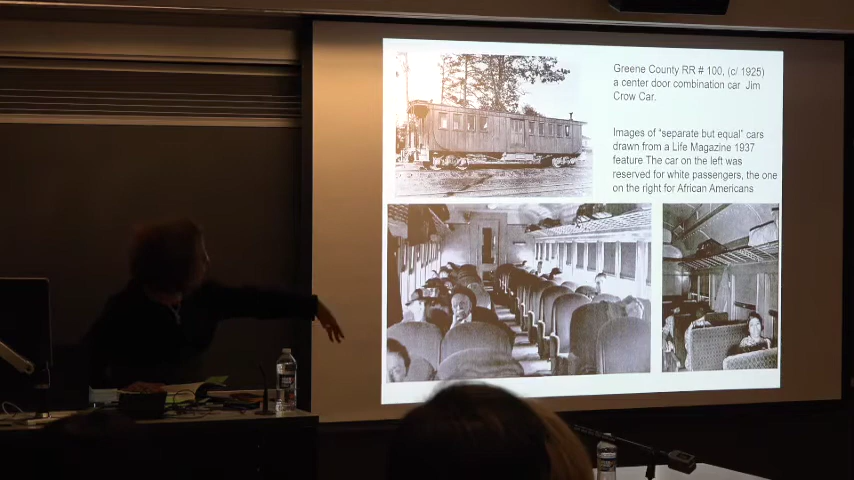 Greene County RR # 100, (c/ 1925)
a center door combination car Jim
Crow Car.
Images of "separate but equal" cars
drawn from a Life Magazine 1937
feature The car on the left was
reserved for white passengers, the one
on the right for African Americans